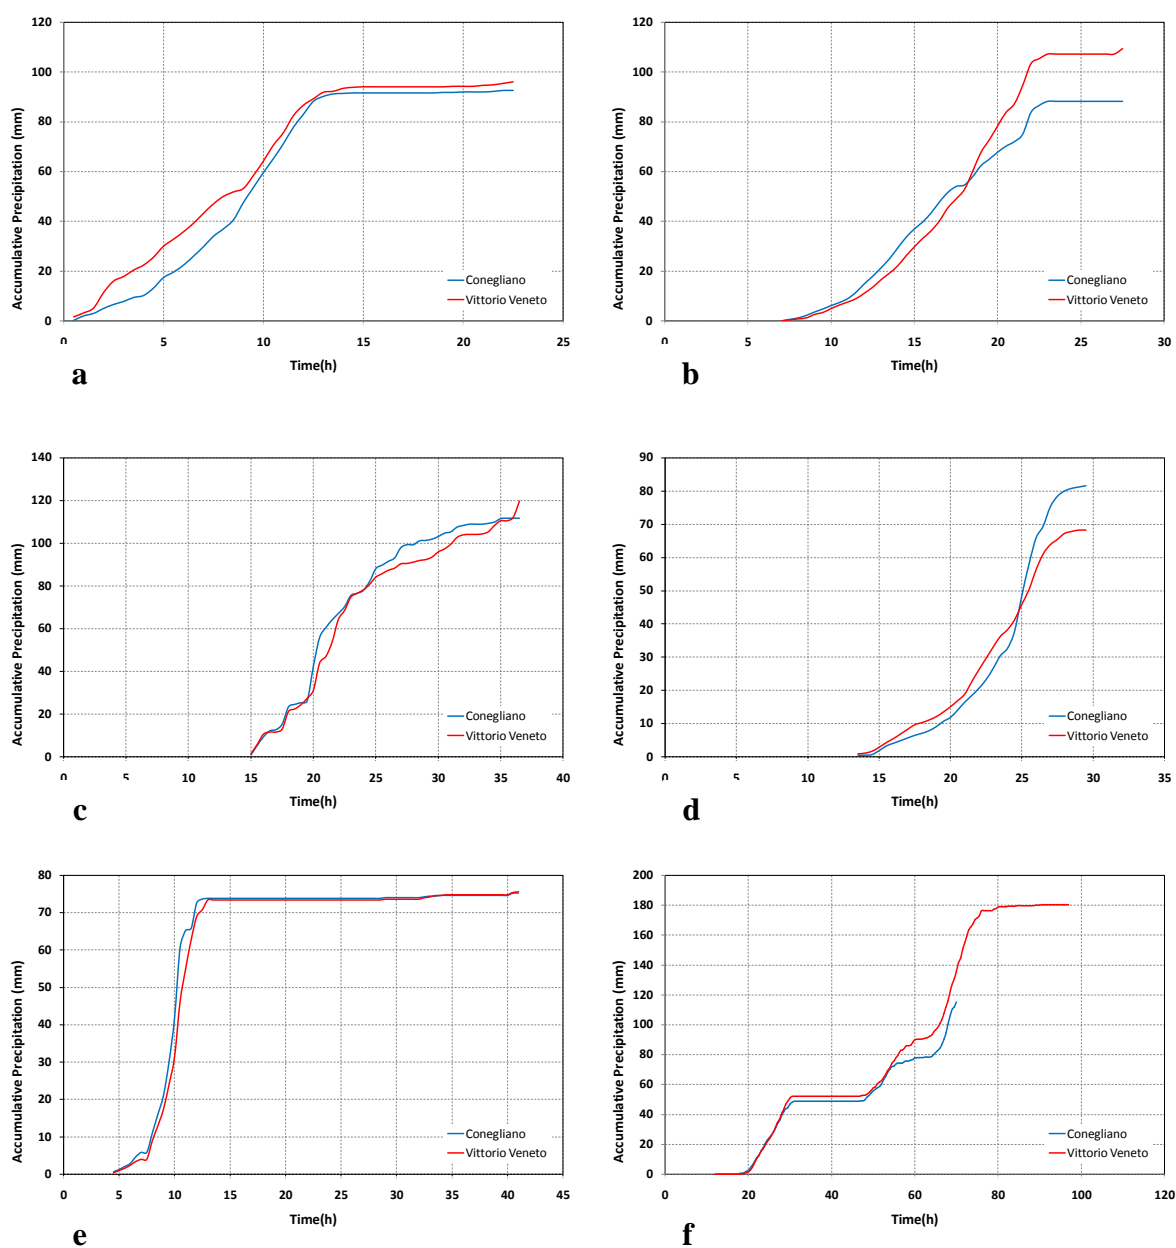 120
100
80
60
40
20
0
0 5 10 15 20 25
Accumulative Precipitation (mm)
Time(h)
Conegliano
Vittorio Veneto
a
120
100
80
60
40
20
0
0 5 10 15 20 25 30
Accumulative Precipitation (mm)
Time(h)
Conegliano
Vittorio Veneto
b
140
120
100
80
60
40
20
0
0 5 10 15 20 25 30 35 40
Accumulative Precipitation (mm)
Time(h)
Conegliano
Vittorio Veneto
c
90
80
70
60
50
40
30
20
10
0
0 5 10 15 20 25 30 35
Accumulative Precipitation (mm)
Time(h)
Conegliano
Vittorio Veneto
d
80
70
60
50
40
30
20
10
0
0 5 10 15 20 25 30 35 40 45
Accumulative Precipitation (mm)
Time(h)
Conegliano
Vittorio Veneto
e
200
180
160
140
120
100
80
60
40
20
0
0 20 40 60 80 100 120
Accumulative Precipitation (mm)
Time(h)
Conegliano
Vittorio Veneto
f